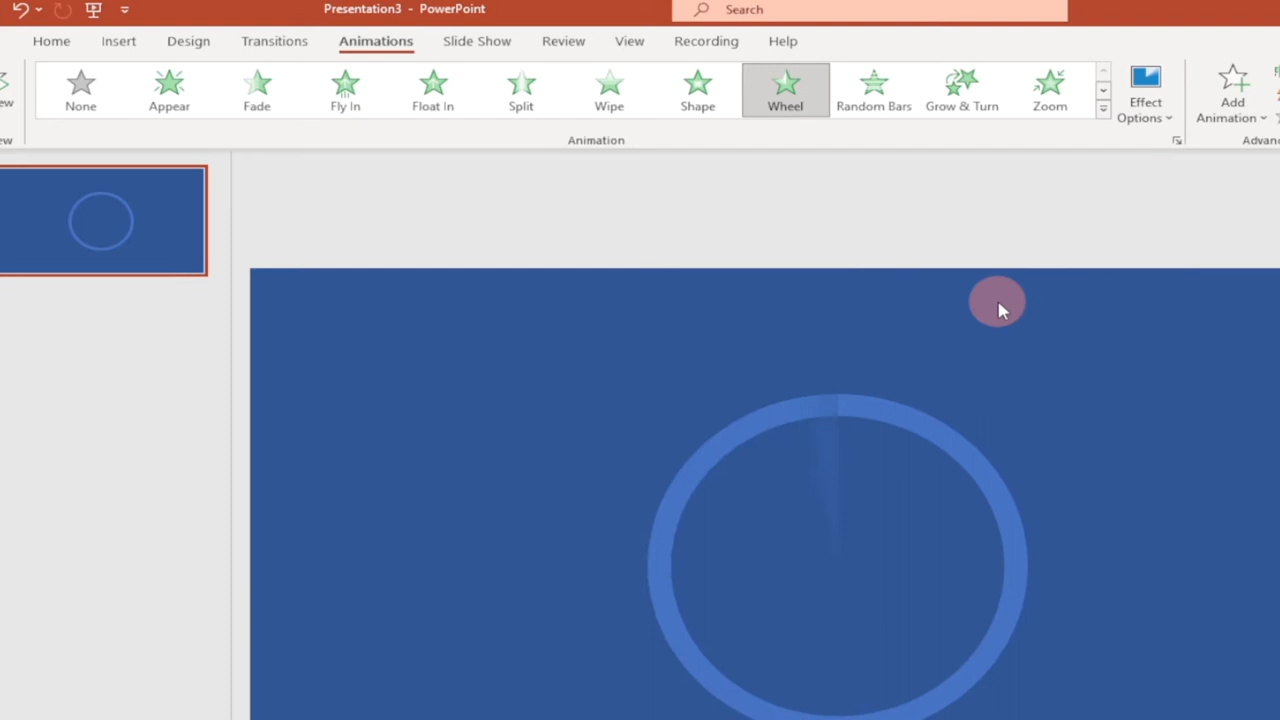 Presentation3 - PowerPoint
Search
Home Insert Design Transitions Animations Slide Show Review View Recording Help
None Appear Fade Fly In Float In Split Wipe Shape Wheel Random Bars Grow & Turn Zoom Effect Options Add Animation
Animation